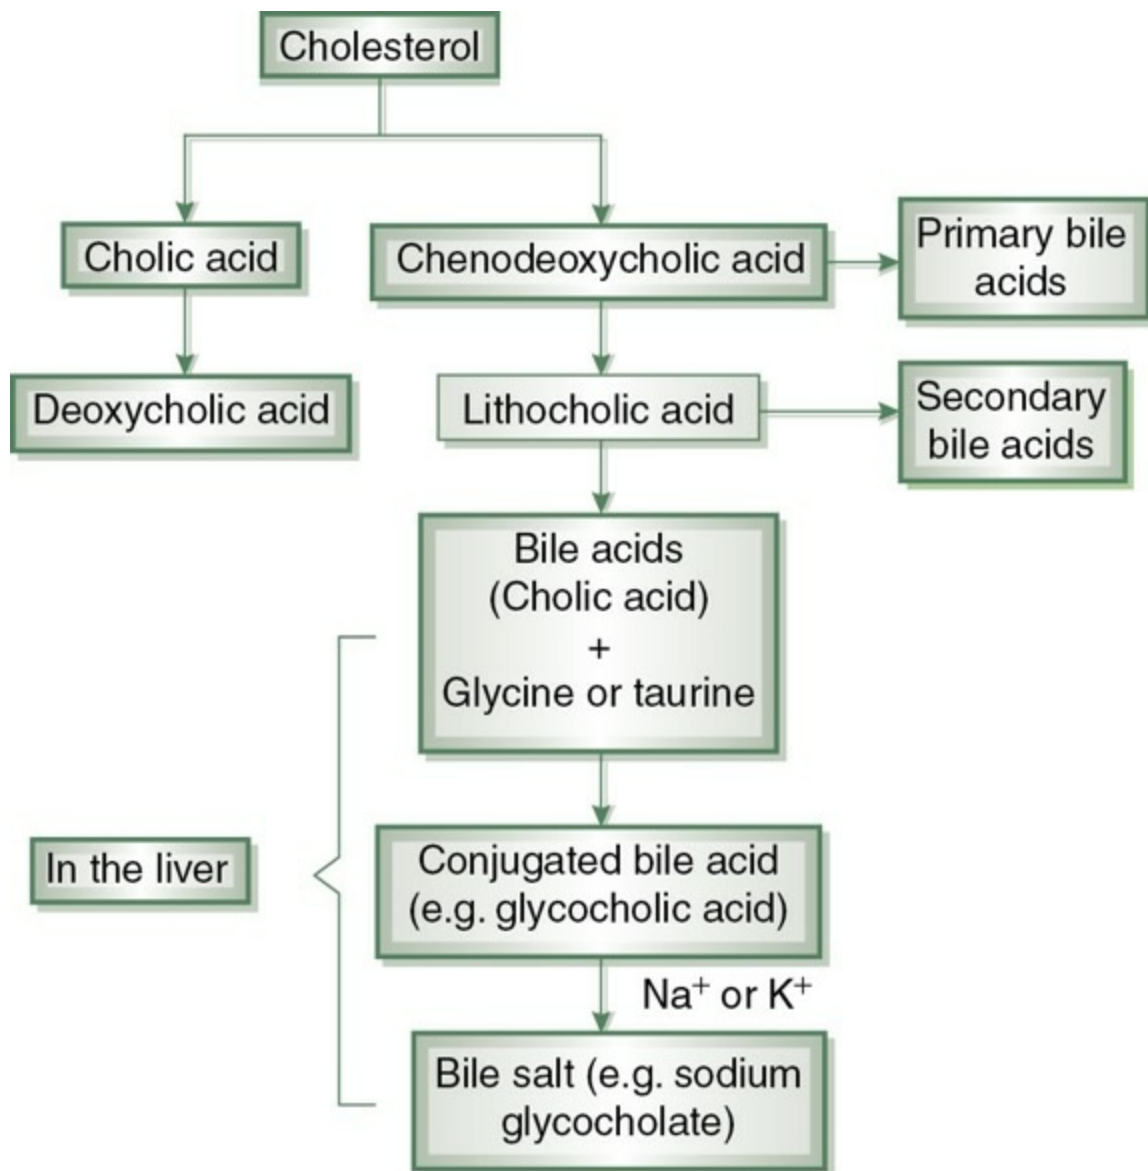 Cholesterol
Cholic acid
Chenodeoxycholic acid
Primary bile
acids
Deoxycholic acid
Lithocholic acid
Secondary
bile acids
Bile acids
(Cholic acid)
+
Glycine or taurine
In the liver
Conjugated bile acid
(e.g. glycocholic acid)
Na⁺ or K⁺
Bile salt (e.g. sodium
glycocholate)